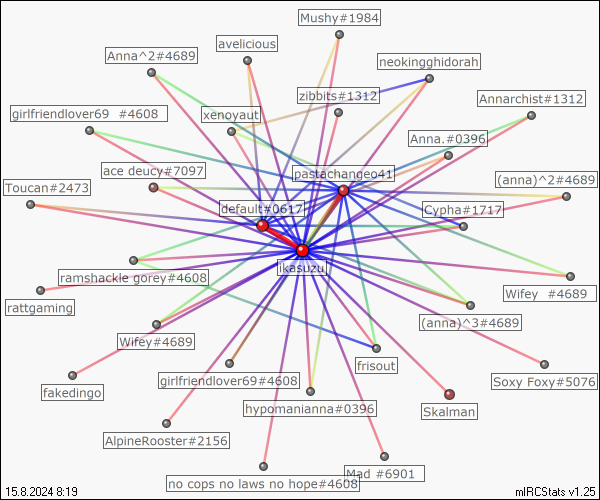 Mushy#1984
avelicious
Anna^2#4689
neokingghidorah
zibbits#1312
Annarchist#1312
girlfriendlover69 #4608
xenoyaut
Anna.#0396
ace deucy#7097
pastachangeo41
(anna)^2#4689
Toucan#2473
default#0617
Cypha#1717
ikasuzu
ramshackle gorey#4608
Wifey #4689
rattgaming
(anna)^3#4689
Wifey#4689
frisout
girlfriendlover69#4608
Soxy Foxy#5076
fakedingo
hypomanianna#0396
Skalman
AlpineRooster#2156
Mad #6901
no cops no laws no hope#4608
15.8.2024 8:19
mIRCStats v1.25